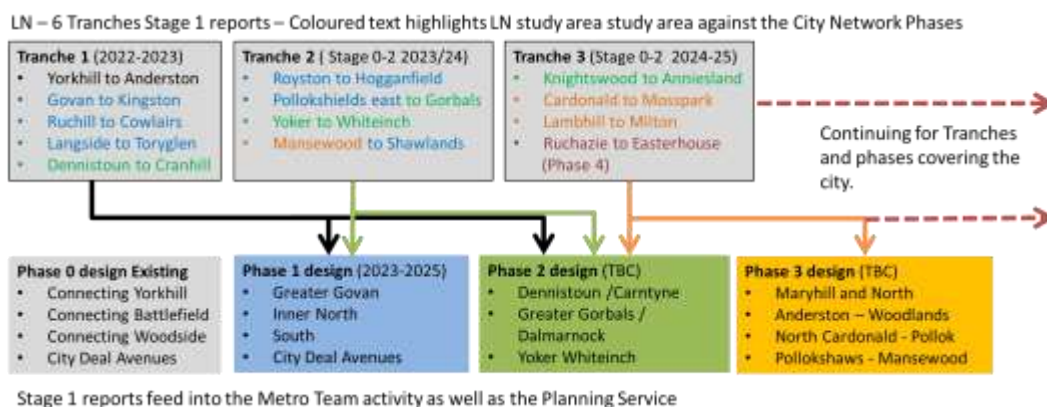 LN – 6 Tranches Stage 1 reports – Coloured text highlights LN study area study area against the City Network Phases
Tranche 1 (2022-2023)
• Yorkhill to Anderston
• Govan to Kingston
• Ruchill to Cowlairs
• Langside to Toryglen
• Dennistoun to Cranhill
Tranche 2 ( Stage 0-2 2023/24)
• Royston to Hogganfield
• Pollokshields east to Gorbals
• Yoker to Whiteinch
• Mansewood to Shawlands
Tranche 3 (Stage 0-2 2024-25)
• Knightswood to Anniesland
• Cardonald to Mosspark
• Lambhill to Milton
• Ruchazie to Easterhouse
(Phase 4)
Continuing for Tranches
and phases covering the
city.
Phase 0 design Existing
• Connecting Yorkhill
• Connecting Battlefield
• Connecting Woodside
• City Deal Avenues
Phase 1 design (2023-2025)
• Greater Govan
• Inner North
• South
• City Deal Avenues
Phase 2 design (TBC)
• Dennistoun /Carntyne
• Greater Gorbals /
Dalmarnock
• Yoker Whiteinch
Phase 3 design (TBC)
• Maryhill and North
• Anderston – Woodlands
• North Cardonald - Pollok
• Pollokshaws - Mansewood
Stage 1 reports feed into the Metro Team activity as well as the Planning Service